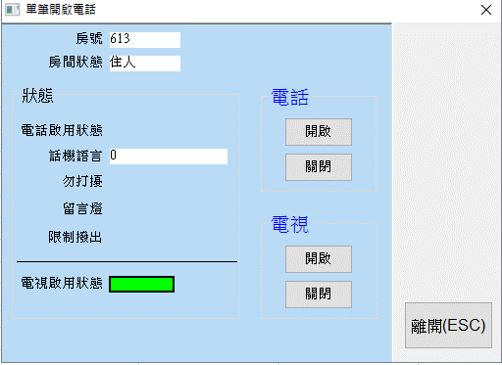 單筆開啟電話
房號 613
房間狀態 住人
狀態
電話啟用狀態
話機語言 0
勿打擾
留言燈
限制撥出
電視啟用狀態
電話
開啟
關閉
電視
開啟
關閉
離開(ESC)